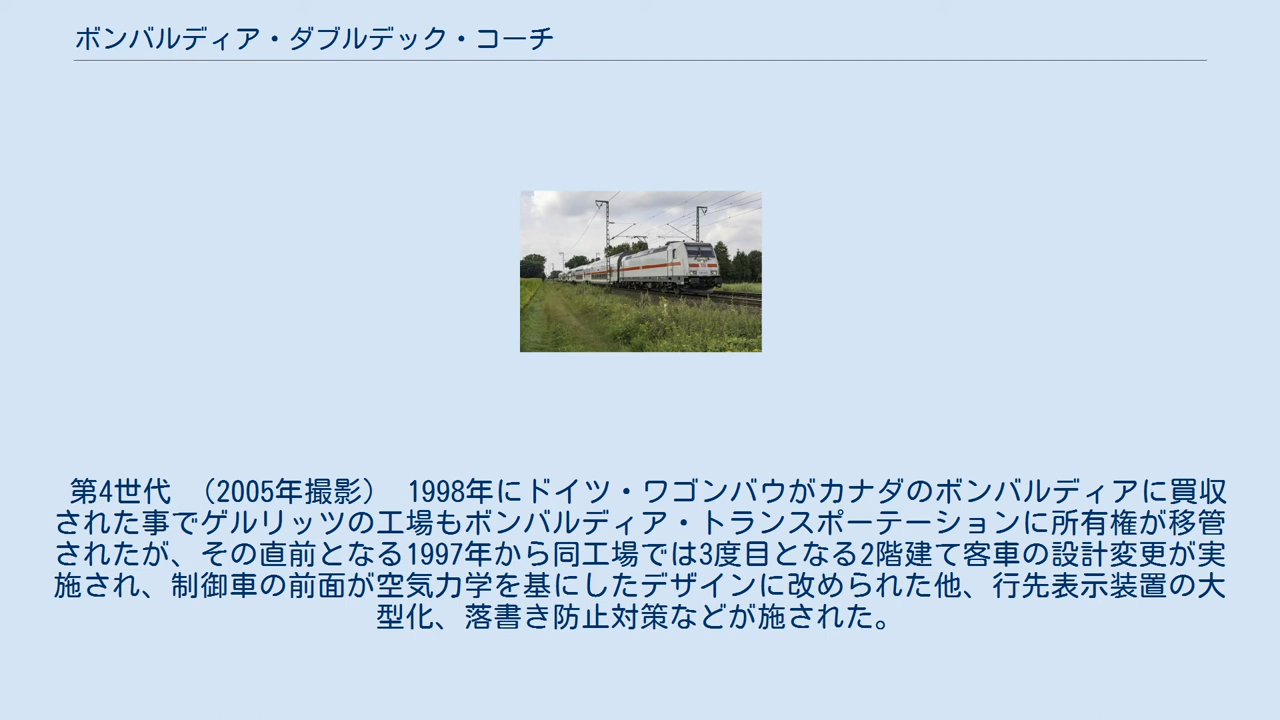 ボンバルディア・ダブルデック・コーチ
第4世代 （2005年撮影） 1998年にドイツ・ワゴンバウがカナダのボンバルディアに買収
された事でゲルリッツの工場もボンバルディア・トランスポーテーションに所有権が移管
されたが、その直前となる1997年から同工場では3度目となる2階建て客車の設計変更が実
施され、制御車の前面が空気力学を基にしたデザインに改められた他、行先表示装置の大
型化、落書き防止対策などが施された。